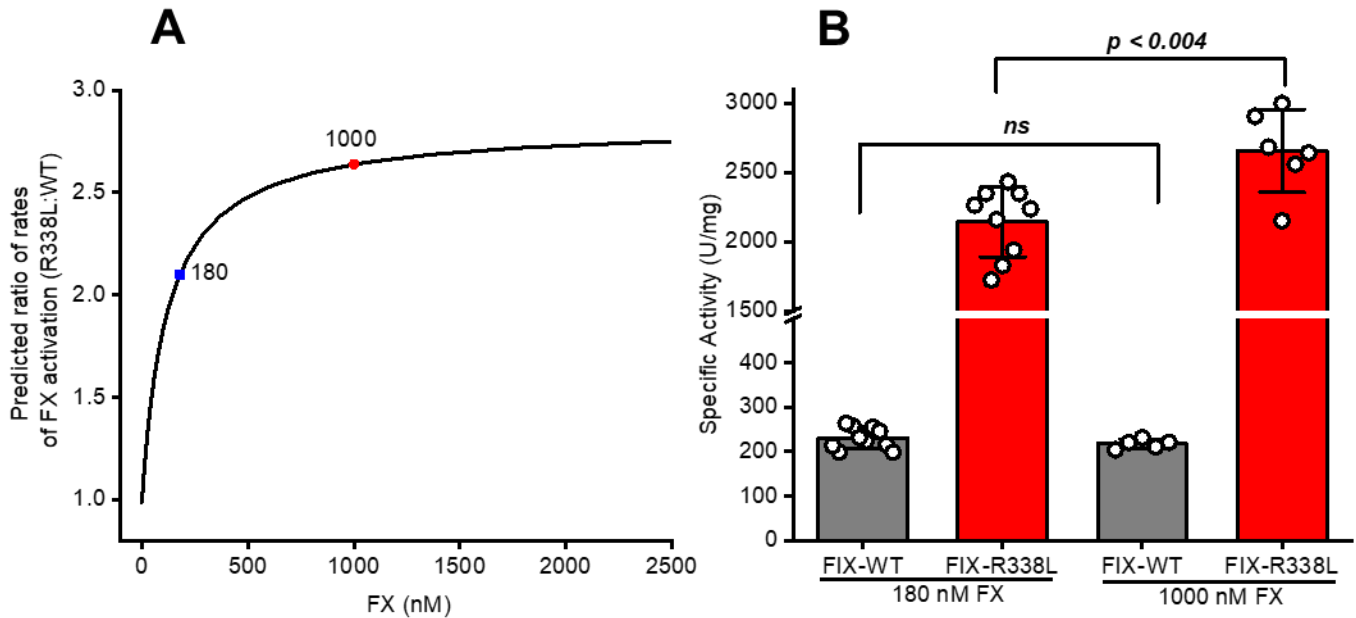 A
Predicted ratio of rates
of FX activation (R338L:WT)
3.0
2.5
2.0
1.5
1.0
1000
180
0 500 1000 1500 2000 2500
FX (nM)
B
p < 0.004
ns
Specific Activity (U/mg)
3000
2500
2000
1500
400
300
200
100
0
FIX-WT FIX-R338L FIX-WT FIX-R338L
180 nM FX 1000 nM FX